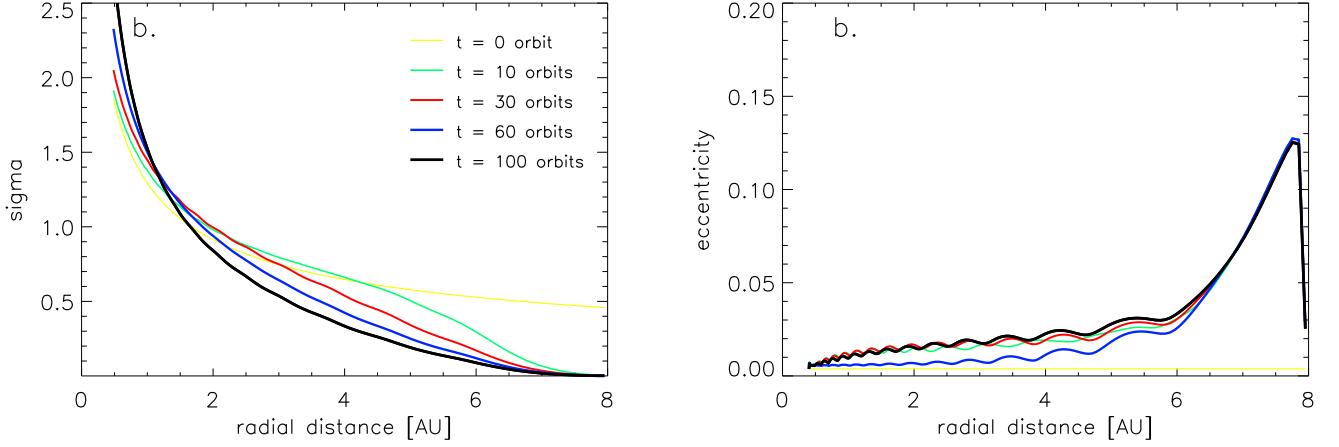 2.5
2.0
1.5
1.0
0.5
sigma
b.
t = 0 orbit
t = 10 orbits
t = 30 orbits
t = 60 orbits
t = 100 orbits
0
2
4
6
8
radial distance [AU]
0.20
0.15
0.10
0.05
0.00
eccentricity
b.
0
2
4
6
8
radial distance [AU]